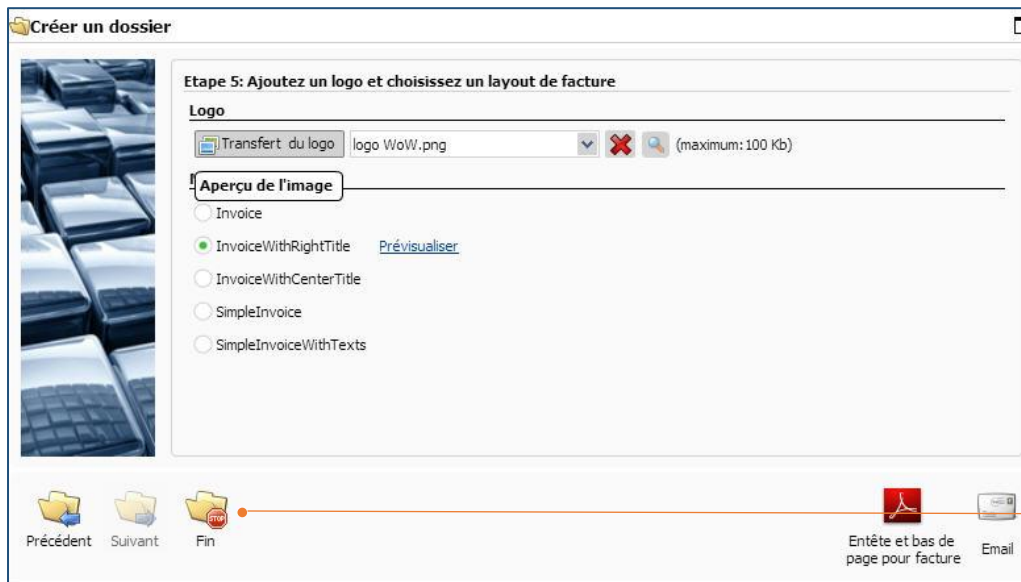 Créer un dossier
Etape 5: Ajoutez un logo et choisissez un layout de facture
Logo
Transfert du logo logo WoW.png (maximum: 100 Kb)
Aperçu de l'image
Invoice
InvoiceWithRightTitle Prévisualiser
InvoiceWithCenterTitle
SimpleInvoice
SimpleInvoiceWithTexts
STOP
Précédent Suivant Fin Entête et bas de page pour facture Email